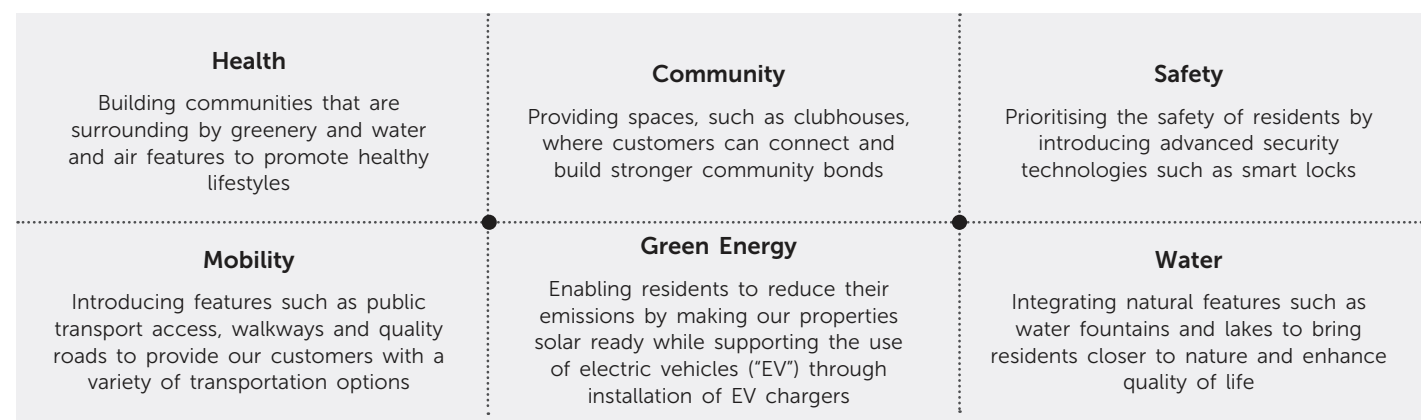 Health
Building communities that are
surrounding by greenery and water
and air features to promote healthy
lifestyles
Community
Providing spaces, such as clubhouses,
where customers can connect and
build stronger community bonds
Safety
Prioritising the safety of residents by
introducing advanced security
technologies such as smart locks
Mobility
Introducing features such as public
transport access, walkways and quality
roads to provide our customers with a
variety of transportation options
Green Energy
Enabling residents to reduce their
emissions by making our properties
solar ready while supporting the use
of electric vehicles (“EV”) through
installation of EV chargers
Water
Integrating natural features such as
water fountains and lakes to bring
residents closer to nature and enhance
quality of life